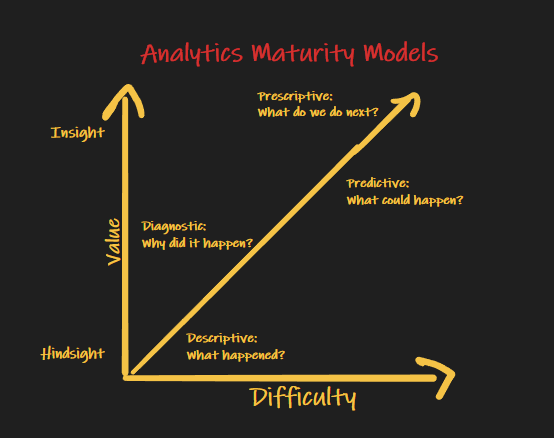 Analytics Maturity Models
Prescriptive:
What do we do next?
Insight
Predictive:
What could happen?
Diagnostic:
Why did it happen?
Value
Descriptive:
What happened?
Hindsight
Difficulty